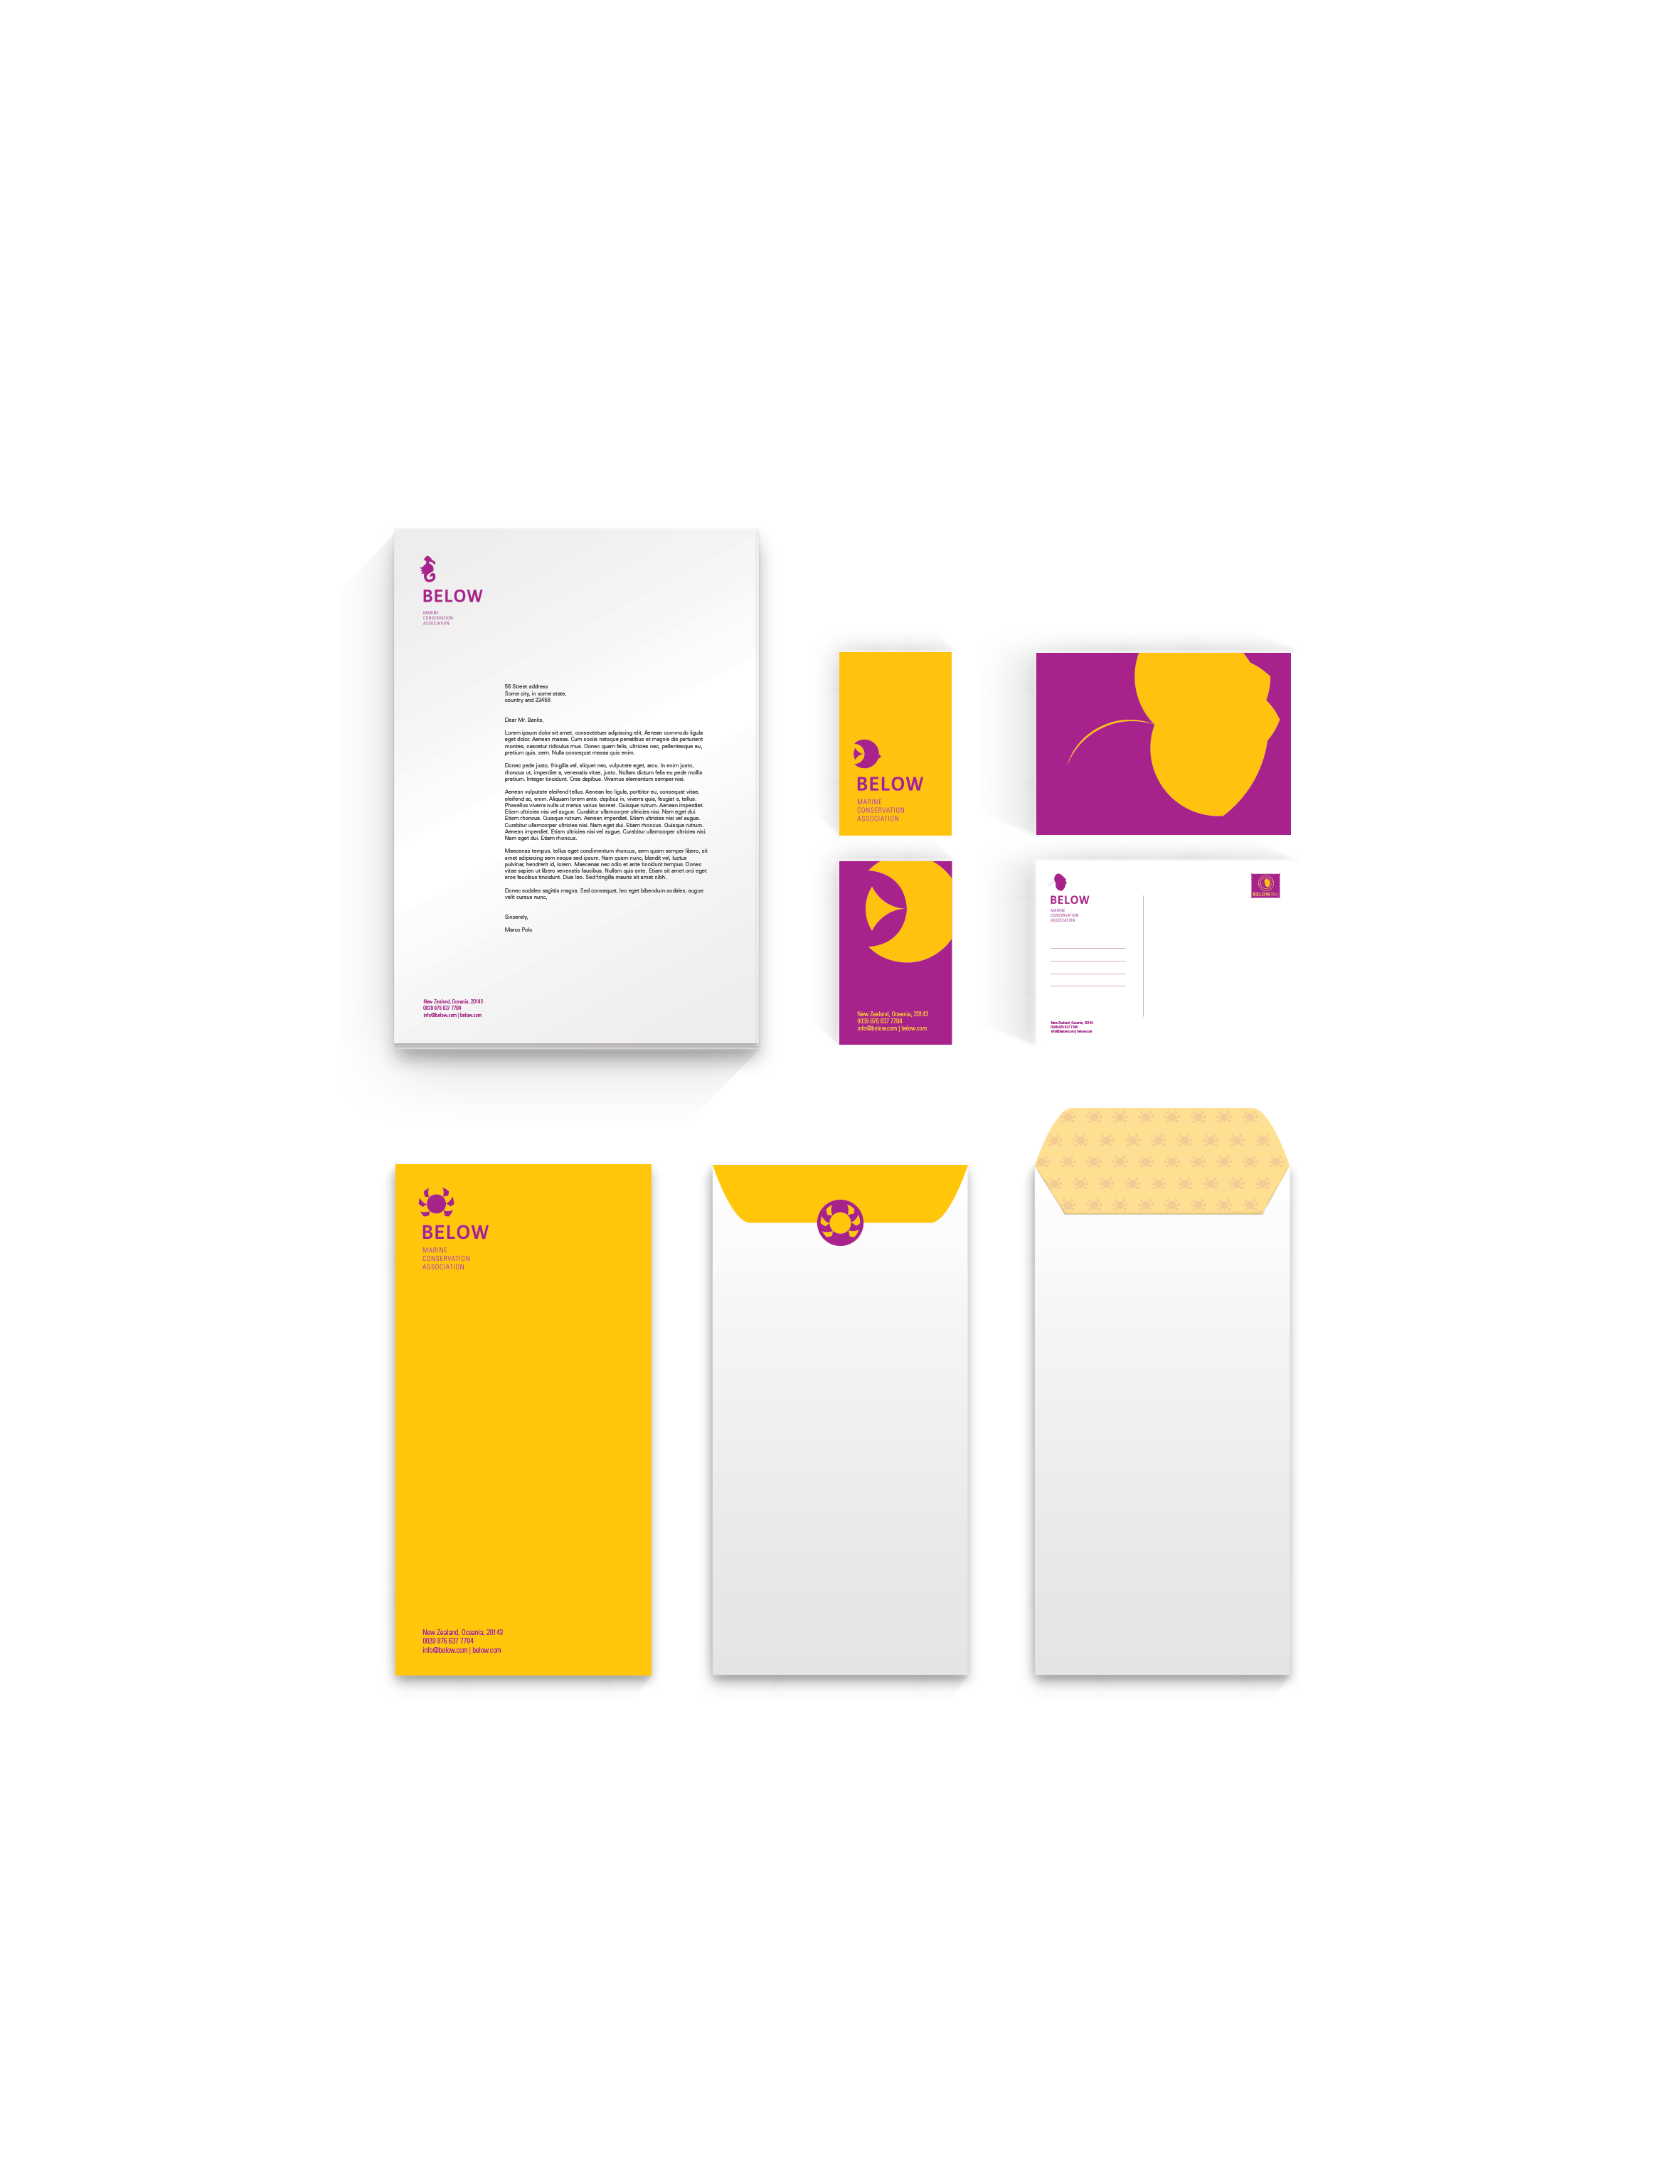 BELOW
MARINE
CONSERVATION
ASSOCIATION
56 Street address
Some city, in some state,
country and 23456
Dear Mr. Banks,
Lorem ipsum dolor sit amet, consectetuer adipiscing elit. Aenean commodo ligula
eget dolor. Aenean massa. Cum sociis natoque penatibus et magnis dis parturient
montes, nascetur ridiculus mus. Donec quam felis, ultricies nec, pellentesque eu,
pretium quis, sem. Nulla consequat massa quis enim.
Donec pede justo, fringilla vel, aliquet nec, vulputate eget, arcu. In enim justo,
rhoncus ut, imperdiet a, venenatis vitae, justo. Nullam dictum felis eu pede mollis
pretium. Integer tincidunt. Cras dapibus. Vivamus elementum semper nisi.
Aenean vulputate eleifend tellus. Aenean leo ligula, porttitor eu, consequat vitae,
eleifend ac, enim. Aliquam lorem ante, dapibus in, viverra quis, feugiat a, tellus.
Phasellus viverra nulla ut metus varius laoreet. Quisque rutrum. Aenean imperdiet.
Etiam ultricies nisi vel augue. Curabitur ullamcorper ultricies nisi. Nam eget dui.
Etiam rhoncus. Quisque rutrum. Aenean imperdiet. Etiam ultricies nisi vel augue.
Curabitur ullamcorper ultricies nisi. Nam eget dui. Etiam rhoncus. Quisque rutrum.
Aenean imperdiet. Etiam ultricies nisi vel augue. Curabitur ullamcorper ultricies nisi.
Nam eget dui. Etiam rhoncus.
Maecenas tempus, tellus eget condimentum rhoncus, sem quam semper libero, sit
amet adipiscing sem neque sed ipsum. Nam quam nunc, blandit vel, luctus
pulvinar, hendrerit id, lorem. Maecenas nec odio et ante tincidunt tempus. Donec
vitae sapien ut libero venenatis faucibus. Nullam quis ante. Etiam sit amet orci eget
eros faucibus tincidunt. Duis leo. Sed fringilla mauris sit amet nibh.
Donec sodales sagittis magna. Sed consequat, leo eget bibendum sodales, augue
velit cursus nunc,
Sincerely,
Marco Polo
New Zealand, Oceania, 20143
0039 876 637 7784
info@below.com | below.com
BELOW
MARINE
CONSERVATION
ASSOCIATION
New Zealand, Oceania, 20143
0039 876 637 7784
info@below.com | below.com
BELOW
MARINE
CONSERVATION
ASSOCIATION
BELOW
New Zealand, Oceania, 20143
0039 876 637 7784
info@below.com | below.com
BELOW
MARINE
CONSERVATION
ASSOCIATION
New Zealand, Oceania, 20143
0039 876 637 7784
info@below.com | below.com